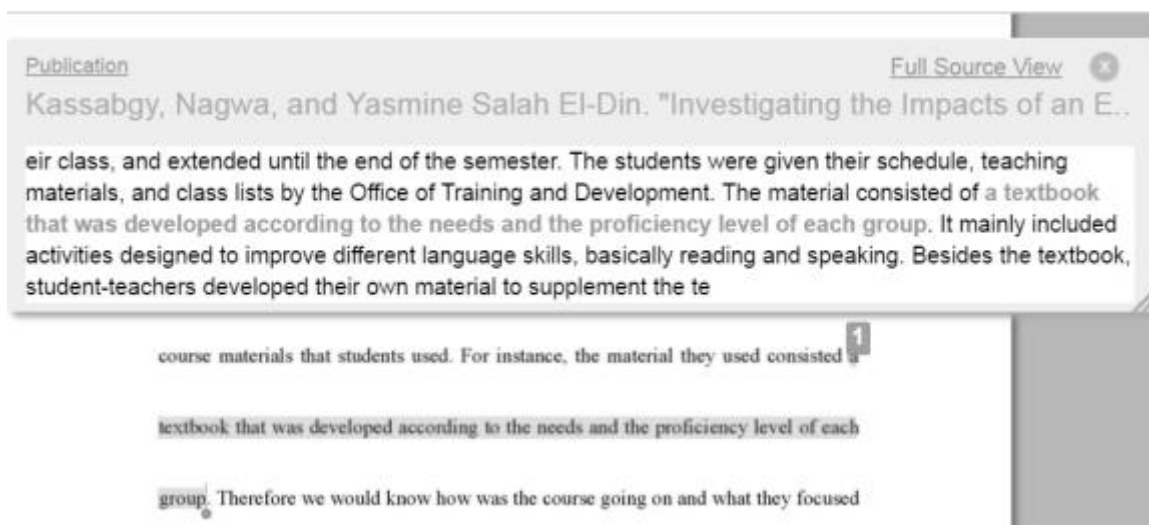 Publication Full Source View x
Kassabgy, Nagwa, and Yasmine Salah El-Din. "Investigating the Impacts of an E..
eir class, and extended until the end of the semester. The students were given their schedule, teaching
materials, and class lists by the Office of Training and Development. The material consisted of a textbook
that was developed according to the needs and the proficiency level of each group. It mainly included
activities designed to improve different language skills, basically reading and speaking. Besides the textbook,
student-teachers developed their own material to supplement the te
1
course materials that students used. For instance, the material they used consisted a
textbook that was developed according to the needs and the proficiency level of each
group. Therefore we would know how was the course going on and what they focused